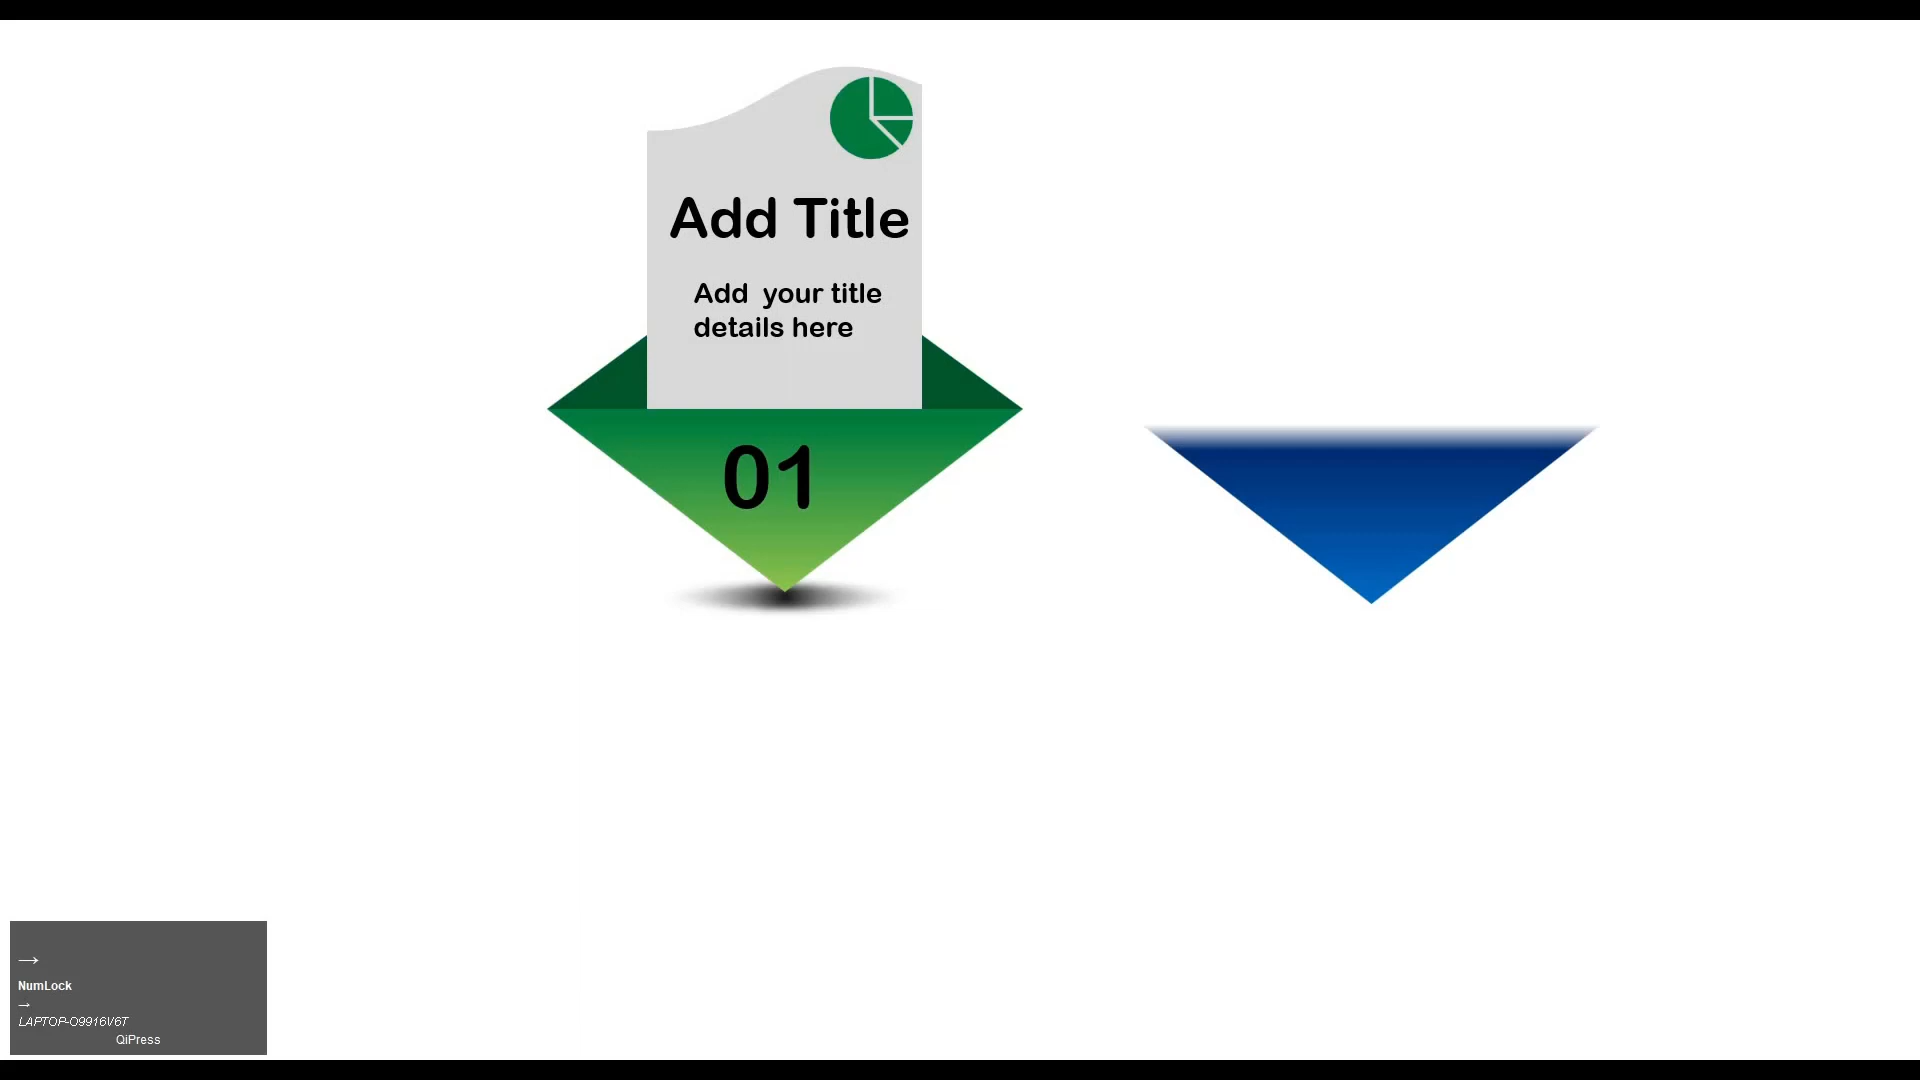 Add Title
Add  your title
details here
01
→
NumLock
→
LAPTOP-O9916V6T
QiPress